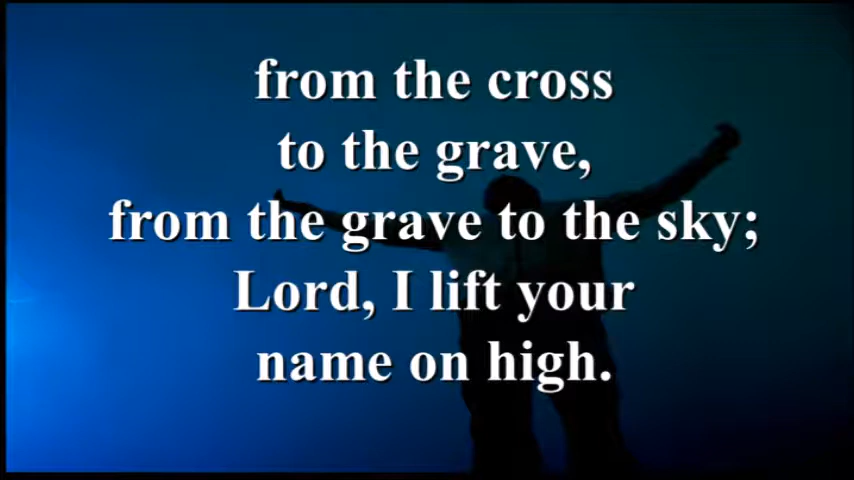 from the cross
to the grave,
from the grave to the sky;
Lord, I lift your
name on high.